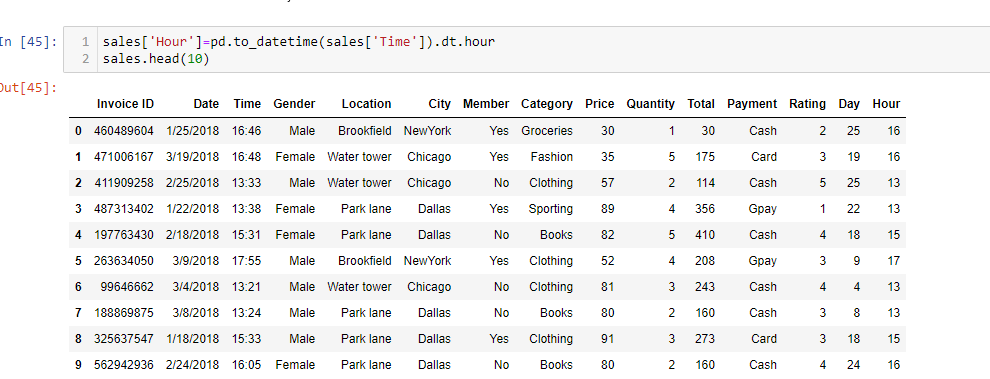 In [45]: 1 sales['Hour']=pd.to_datetime(sales['Time']).dt.hour
2 sales.head(10)
Out[45]:
Invoice ID Date Time Gender Location City Member Category Price Quantity Total Payment Rating Day Hour
0 460489604 1/25/2018 16:46 Male Brookfield NewYork Yes Groceries 30 1 30 Cash 2 25 16
1 471006167 3/19/2018 16:48 Female Water tower Chicago Yes Fashion 35 5 175 Card 3 19 16
2 411909258 2/25/2018 13:33 Male Water tower Chicago No Clothing 57 2 114 Cash 5 25 13
3 487313402 1/22/2018 13:38 Female Park lane Dallas Yes Sporting 89 4 356 Gpay 1 22 13
4 197763430 2/18/2018 15:31 Female Park lane Dallas No Books 82 5 410 Cash 4 18 15
5 263634050 3/9/2018 17:55 Male Brookfield NewYork Yes Clothing 52 4 208 Gpay 3 9 17
6 99646662 3/4/2018 13:21 Male Water tower Chicago No Clothing 81 3 243 Cash 4 4 13
7 188869875 3/8/2018 13:24 Male Park lane Dallas No Books 80 2 160 Cash 3 8 13
8 325637547 1/18/2018 15:33 Male Park lane Dallas Yes Clothing 91 3 273 Card 3 18 15
9 562942936 2/24/2018 16:05 Female Park lane Dallas No Books 80 2 160 Cash 4 24 16